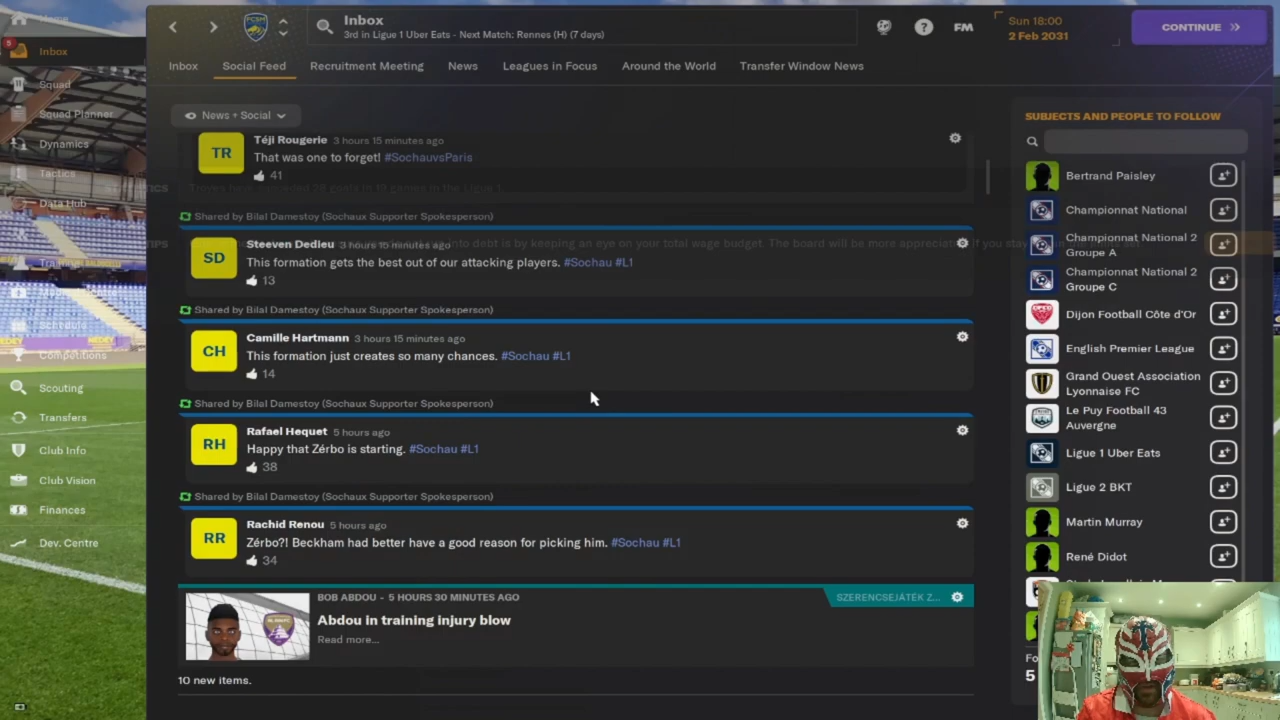 Home
5
Inbox
Squad
Squad Planner
Dynamics
Tactics
Data Hub
Schedule
Competitions
Scouting
Transfers
Club Info
Club Vision
Finances
Dev. Centre
FCSM
Inbox
3rd in Ligue 1 Uber Eats - Next Match: Rennes (H) (7 days)
?
FM
Sun 18:00
2 Feb 2031
CONTINUE
Inbox
Social Feed
Recruitment Meeting
News
Leagues in Focus
Around the World
Transfer Window News
News + Social
TR
Téji Rougerie 3 hours 15 minutes ago
That was one to forget! #SochauvsParis
41
Shared by Bilal Damestoy (Sochaux Supporter Spokesperson)
SD
Steeven Dedieu 3 hours 15 minutes ago
This formation gets the best out of our attacking players. #Sochau #L1
13
Shared by Bilal Damestoy (Sochaux Supporter Spokesperson)
CH
Camille Hartmann 3 hours 15 minutes ago
This formation just creates so many chances. #Sochau #L1
14
Shared by Bilal Damestoy (Sochaux Supporter Spokesperson)
RH
Rafael Hequet 5 hours ago
Happy that Zérbo is starting. #Sochau #L1
38
Shared by Bilal Damestoy (Sochaux Supporter Spokesperson)
RR
Rachid Renou 5 hours ago
Zérbo?! Beckham had better have a good reason for picking him. #Sochau #L1
34
BOB ABDOU - 5 HOURS 30 MINUTES AGO
SZERENCSEJÁTÉK Z...
Abdou in training injury blow
Read more...
10 new items.
SUBJECTS AND PEOPLE TO FOLLOW
Bertrand Paisley
Championnat National
Championnat National 2
Groupe A
Championnat National 2
Groupe C
Dijon Football Côte d'Or
English Premier League
Grand Ouest Association
Lyonnaise FC
Le Puy Football 43
Auvergne
Ligue 1 Uber Eats
Ligue 2 BKT
Martin Murray
René Didot